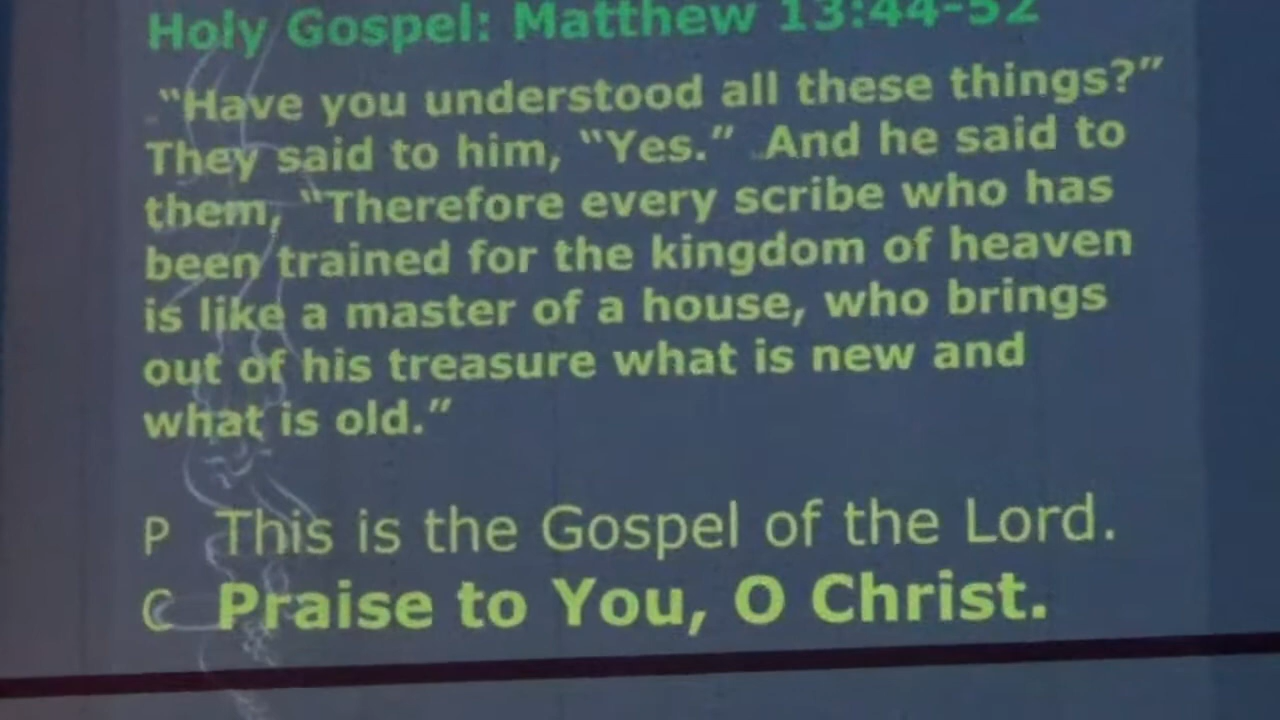 Holy Gospel: Matthew 13:44-52
“Have you understood all these things?”
They said to him, “Yes.” And he said to
them, “Therefore every scribe who has
been trained for the kingdom of heaven
is like a master of a house, who brings
out of his treasure what is new and
what is old.”
P This is the Gospel of the Lord.
C Praise to You, O Christ.